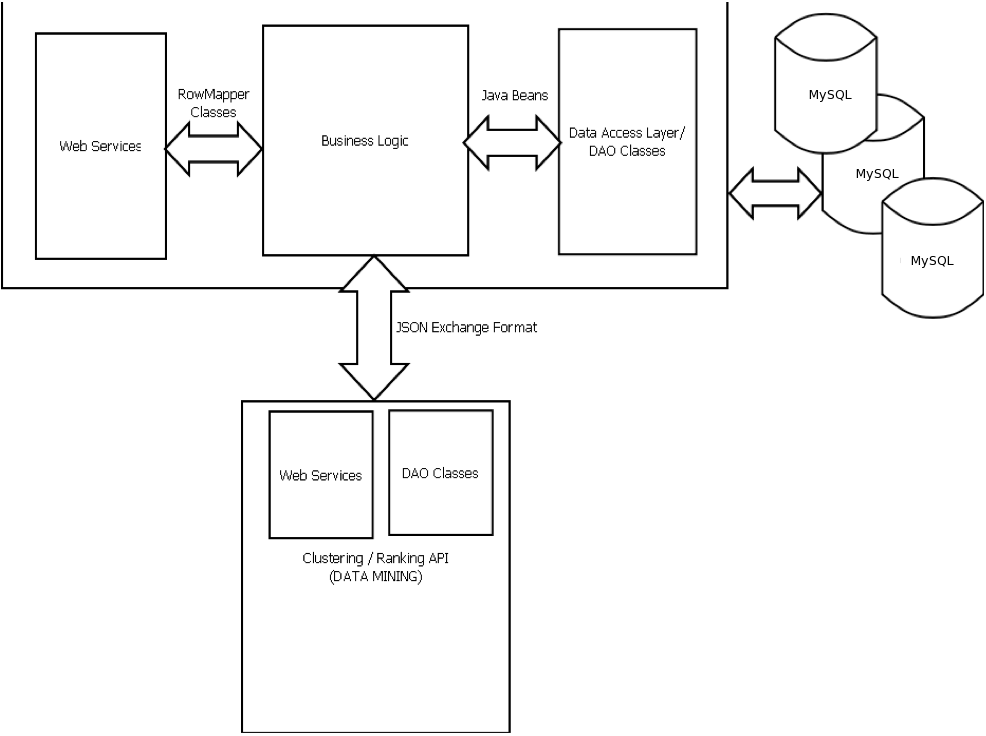 RowMapper
Classes
Java Beans
MySQL
Web Services
Business Logic
Data Access Layer/
DAO Classes
MySQL
MySQL
JSON Exchange Format
Web Services
DAO Classes
Clustering / Ranking API
(DATA MINING)